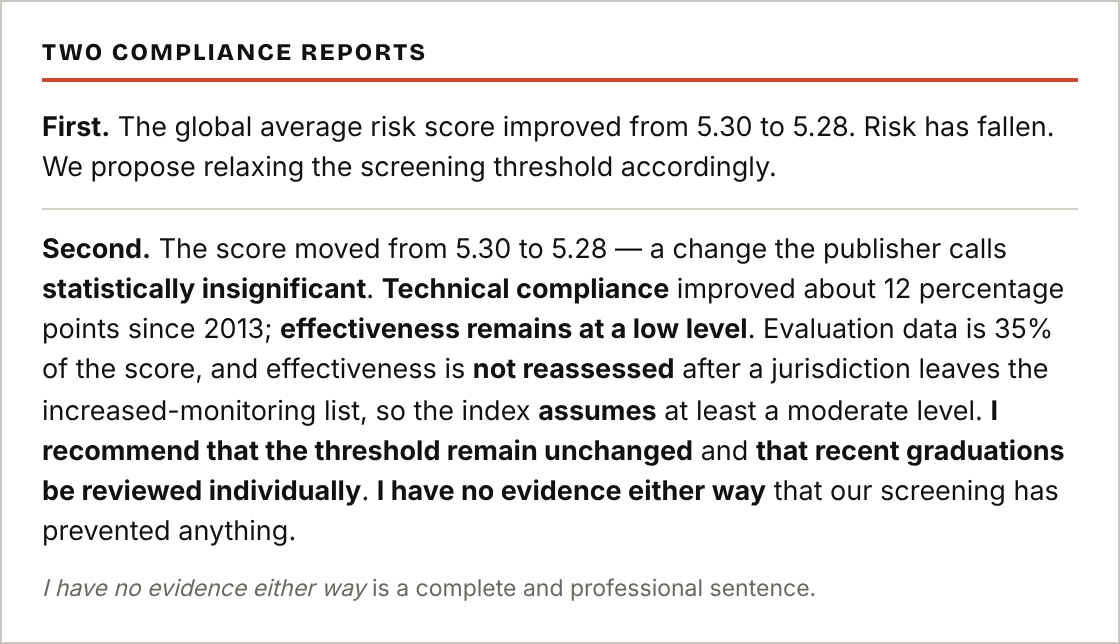 TWO COMPLIANCE REPORTS
First. The global average risk score improved from 5.30 to 5.28. Risk has fallen.
We propose relaxing the screening threshold accordingly.
Second. The score moved from 5.30 to 5.28 — a change the publisher calls
statistically insignificant. Technical compliance improved about 12 percentage
points since 2013; effectiveness remains at a low level. Evaluation data is 35%
of the score, and effectiveness is not reassessed after a jurisdiction leaves the
increased-monitoring list, so the index assumes at least a moderate level. I
recommend that the threshold remain unchanged and that recent graduations
be reviewed individually. I have no evidence either way that our screening has
prevented anything.
I have no evidence either way is a complete and professional sentence.